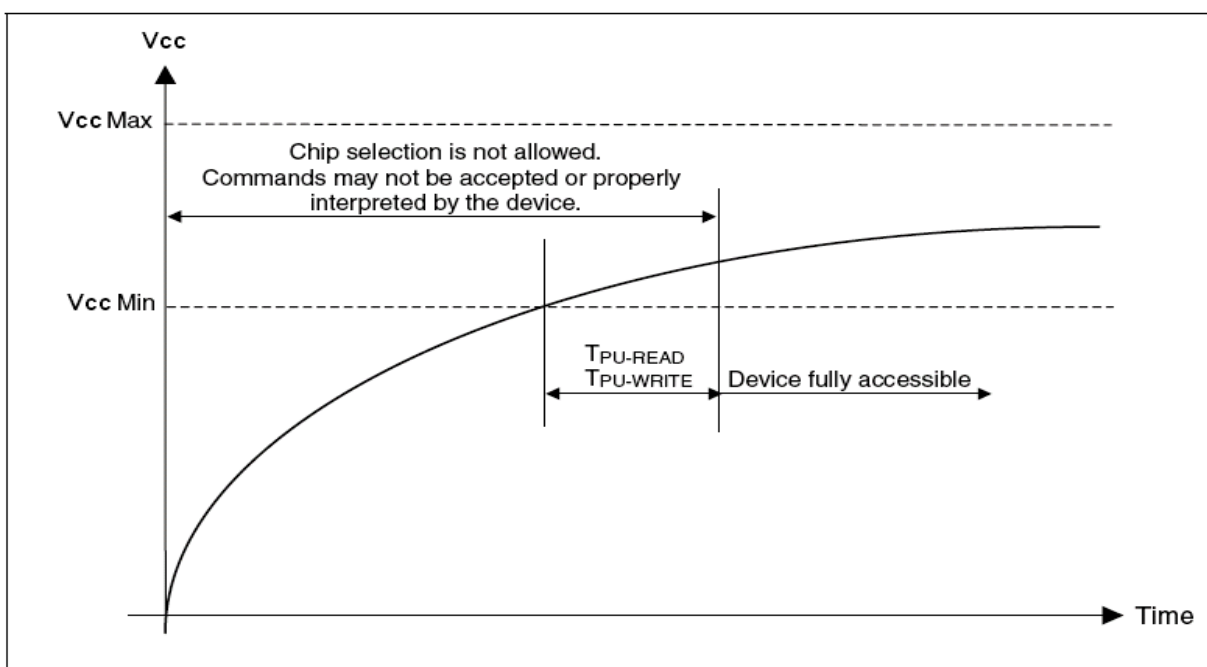 Vcc
Vcc Max
Chip selection is not allowed.
Commands may not be accepted or properly
interpreted by the device.
Vcc Min
TPU-READ
TPU-WRITE
Device fully accessible
Time